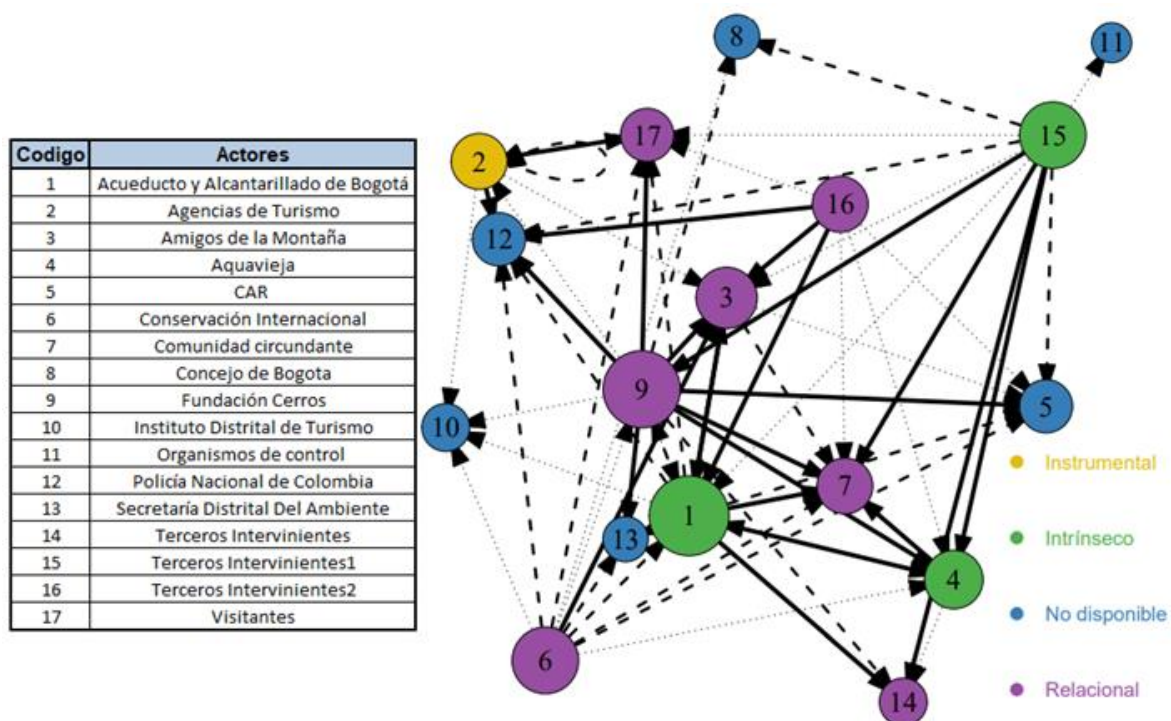 Codigo Actores
1 Acueducto y Alcantarillado de Bogotá
2 Agencias de Turismo
3 Amigos de la Montaña
4 Aquavieja
5 CAR
6 Conservación Internacional
7 Comunidad circundante
8 Concejo de Bogota
9 Fundación Cerros
10 Instituto Distrital de Turismo
11 Organismos de control
12 Policía Nacional de Colombia
13 Secretaría Distrital Del Ambiente
14 Terceros Intervinientes
15 Terceros Intervinientes1
16 Terceros Intervinientes2
17 Visitantes
8
11
17
15
2
16
12
3
9
5
10
7
1
13
4
6
14
Instrumental
Intrínseco
No disponible
Relacional